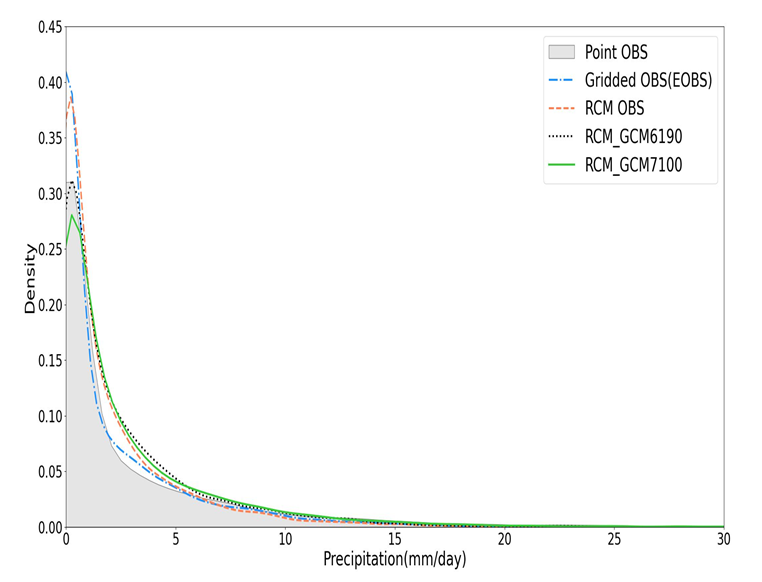 0.45
0.40
0.35
0.30
0.25
0.20
0.15
0.10
0.05
0.00
Density
0 5 10 15 20 25 30
Precipitation(mm/day)
Point OBS
Gridded OBS(EOBS)
RCM OBS
RCM_GCM6190
RCM_GCM7100